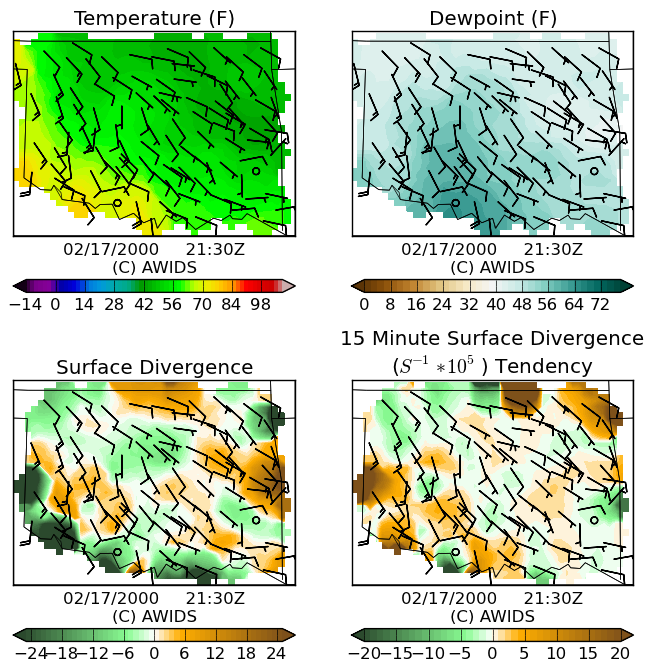 Temperature (F)
Dewpoint (F)
02/17/2000 21:30Z
(C) AWIDS
02/17/2000 21:30Z
(C) AWIDS
−14 0 14 28 42 56 70 84 98
0 8 16 24 32 40 48 56 64 72
Surface Divergence
15 Minute Surface Divergence
(S⁻¹ *10⁵ ) Tendency
02/17/2000 21:30Z
(C) AWIDS
02/17/2000 21:30Z
(C) AWIDS
−24 −18 −12 −6 0 6 12 18 24
−20 −15 −10 −5 0 5 10 15 20